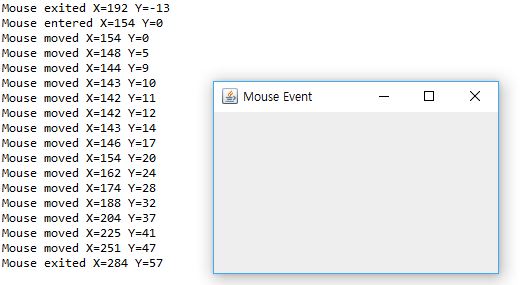 Mouse exited X=192 Y=-13
Mouse entered X=154 Y=0
Mouse moved X=154 Y=0
Mouse moved X=148 Y=5
Mouse moved X=144 Y=9
Mouse moved X=143 Y=10
Mouse moved X=142 Y=11
Mouse moved X=142 Y=12
Mouse moved X=143 Y=14
Mouse moved X=146 Y=17
Mouse moved X=154 Y=20
Mouse moved X=162 Y=24
Mouse moved X=174 Y=28
Mouse moved X=188 Y=32
Mouse moved X=204 Y=37
Mouse moved X=225 Y=41
Mouse moved X=251 Y=47
Mouse exited X=284 Y=57
Mouse Event